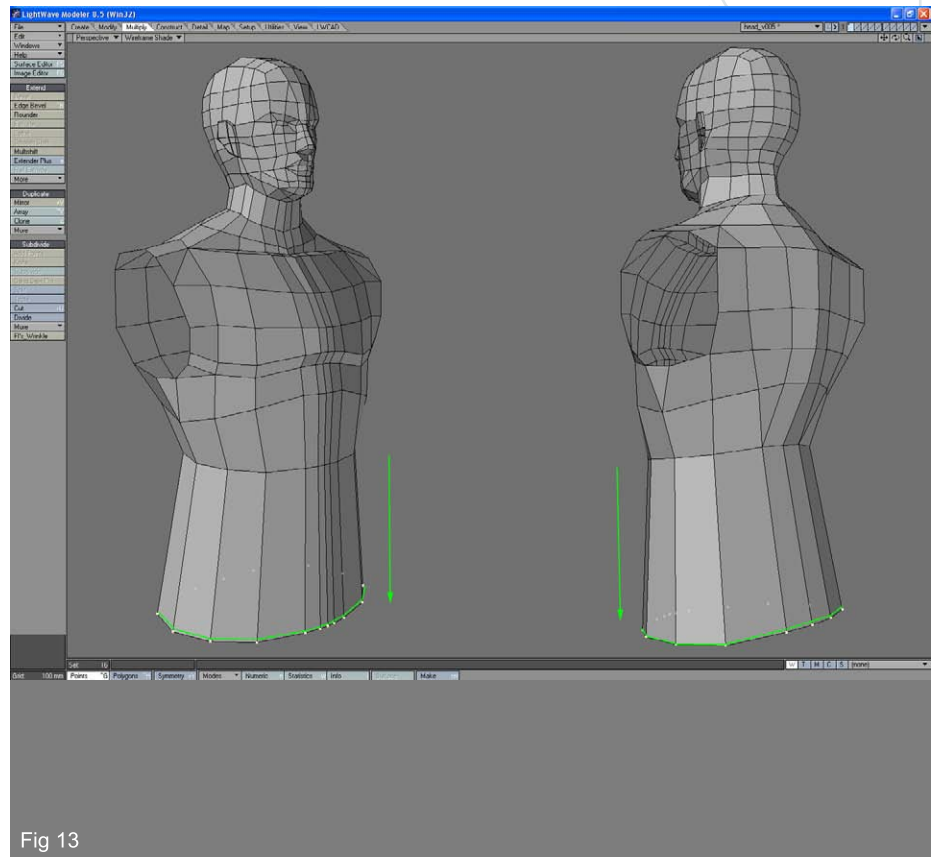 LightWave Modeler 8.5 (Win32)
File
Create Modify Multiply Construct Detail Map Setup Utilities View LWCAD
head_v005 *
Edit
Perspective Wireframe Shade
Windows
Help
Surface Editor
Image Editor
Extend
Edge Bevel
Rounder
Multishift
Extender Plus
More
Duplicate
Mirror
Array
Clone
More
Subdivide
Cut
Divide
More
Sel: 16
W T M C S (none)
Grid: 100 mm Points ^G Polygons Symmetry Modes Numeric Statistics Info Make
Fig 13